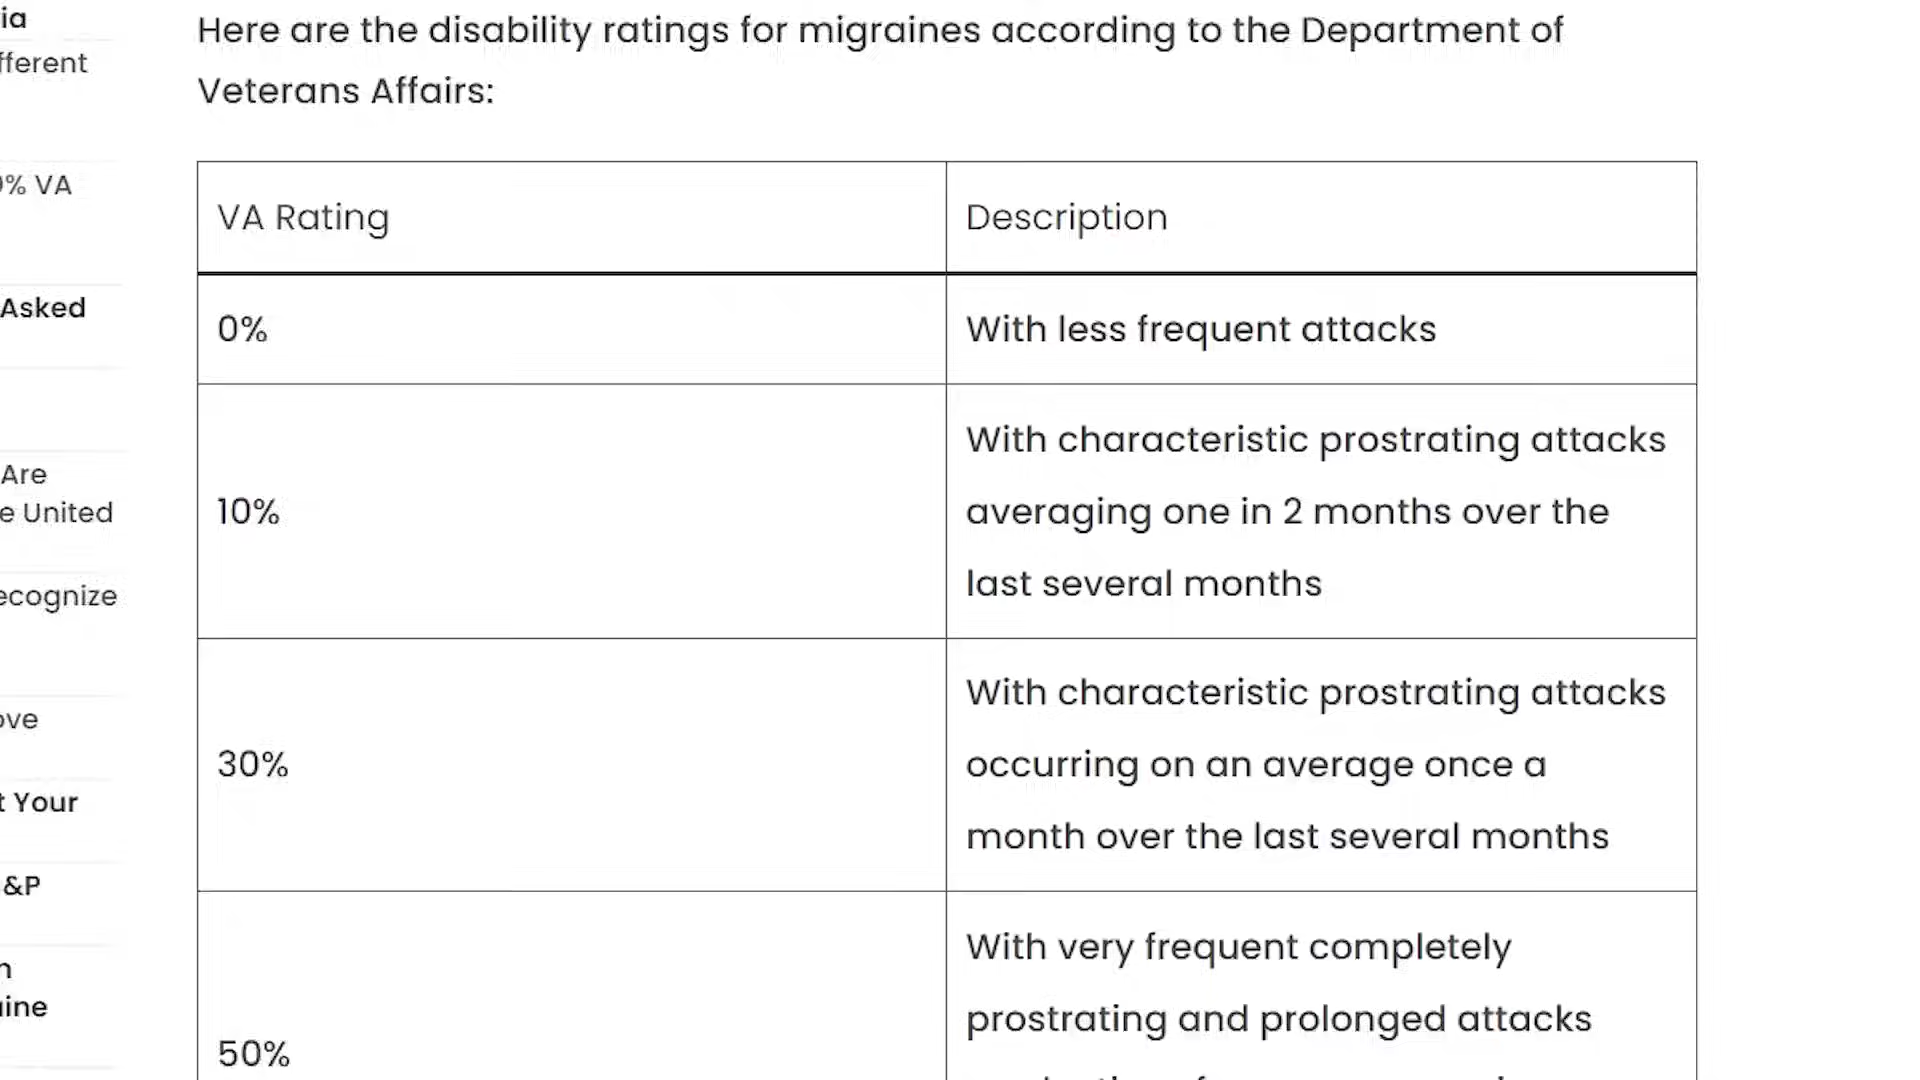 ia
fferent
% VA
Asked
Are
e United
ecognize
ove
t Your
&P
n
ine
Here are the disability ratings for migraines according to the Department of
Veterans Affairs:
VA Rating
Description
0%
With less frequent attacks
10%
With characteristic prostrating attacks
averaging one in 2 months over the
last several months
30%
With characteristic prostrating attacks
occurring on an average once a
month over the last several months
50%
With very frequent completely
prostrating and prolonged attacks